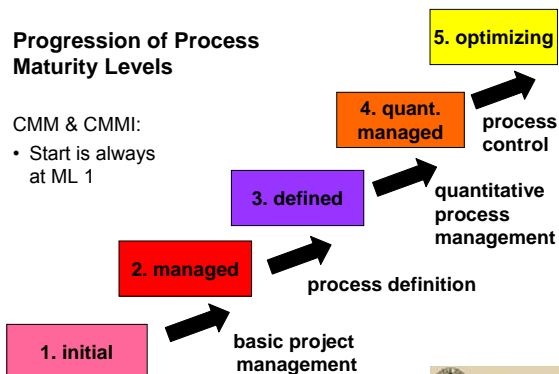 Progression of Process
Maturity Levels
CMM & CMMI:
• Start is always
at ML 1
5. optimizing
process
control
4. quant.
managed
quantitative
process
management
3. defined
process definition
2. managed
basic project
management
1. initial